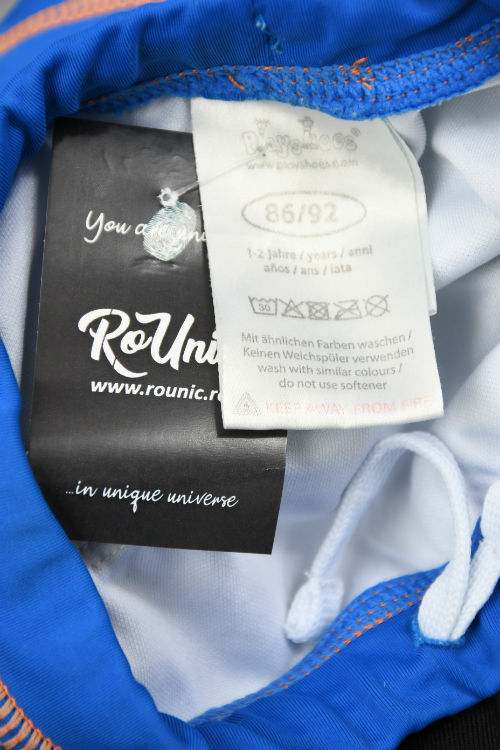 PLAYSHOES
www.playshoes.com
86/92
1-2 Jahre / years / anni
años / ans / lata
30
Mit ähnlichen Farben waschen /
Keinen Weichspüler verwenden
wash with similar colours /
do not use softener
KEEP AWAY FROM FIRE
You are
RoUni
www.rounic.r
...in unique universe